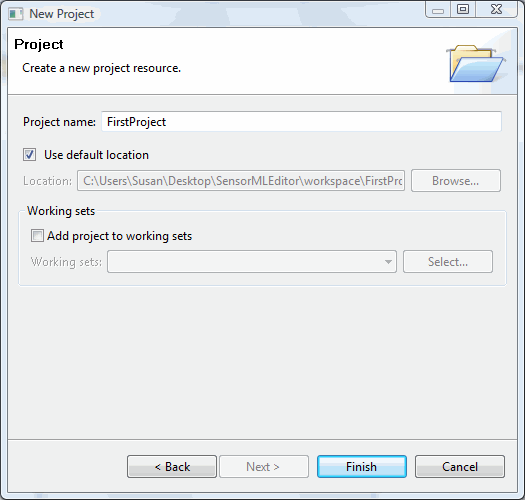 New Project
Project
Create a new project resource.
Project name: FirstProject
Use default location
Location: C:\Users\Susan\Desktop\SensorMLEditor\workspace\FirstPrc Browse...
Working sets
Add project to working sets
Working sets: Select...
< Back Next > Finish Cancel